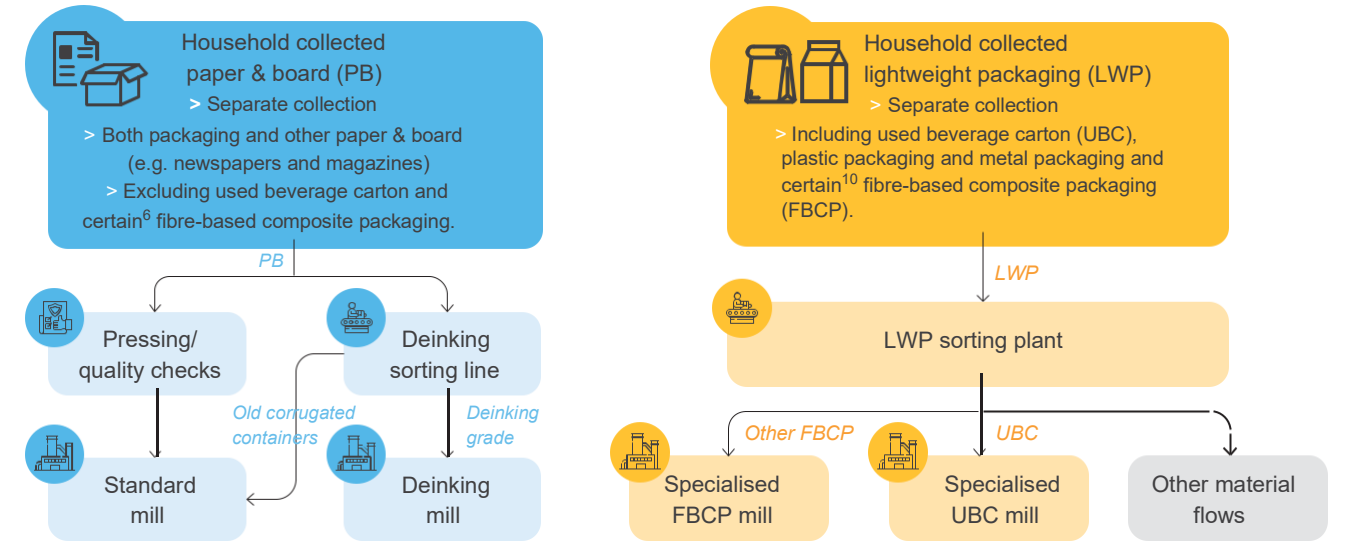 Household collected
paper & board (PB)
> Separate collection
> Both packaging and other paper & board
(e.g. newspapers and magazines)
> Excluding used beverage carton and
certain6 fibre-based composite packaging.
PB
Pressing/
quality checks
Deinking
sorting line
Old corrugated
containers
Deinking
grade
Standard
mill
Deinking
mill
Household collected
lightweight packaging (LWP)
> Separate collection
> Including used beverage carton (UBC),
plastic packaging and metal packaging and
certain10 fibre-based composite packaging
(FBCP).
LWP
LWP sorting plant
Other FBCP
UBC
Specialised
FBCP mill
Specialised
UBC mill
Other material
flows